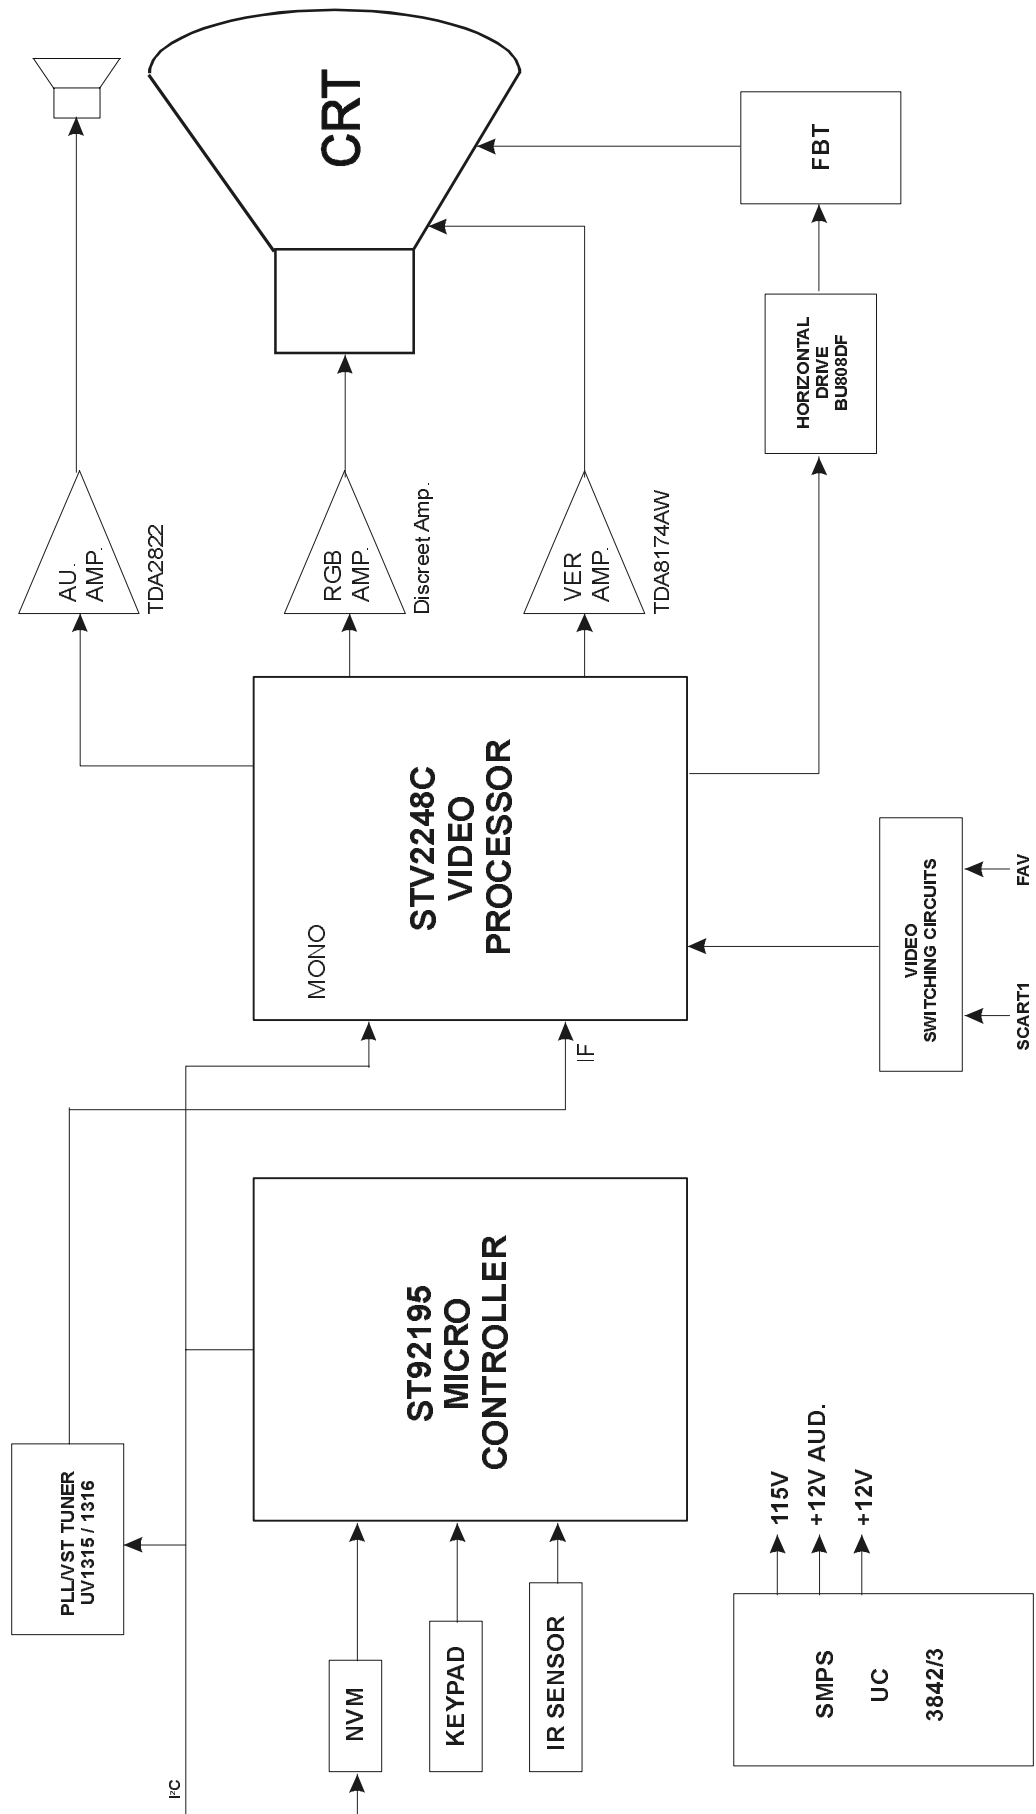 PLL/VST TUNER
UV1315 / 1316
I²C
NVM
KEYPAD
IR SENSOR
ST92195
MICRO
CONTROLLER
IF
MONO
STV2248C
VIDEO
PROCESSOR
AU.
AMP.
TDA2822
RGB
AMP.
Discreet Amp.
VER
AMP.
TDA8174AW
CRT
FBT
HORIZONTAL
DRIVE
BU808DF
VIDEO
SWITCHING CIRCUITS
SCART1
FAV
SMPS
UC
3842/3
115V
+12V AUD.
+12V